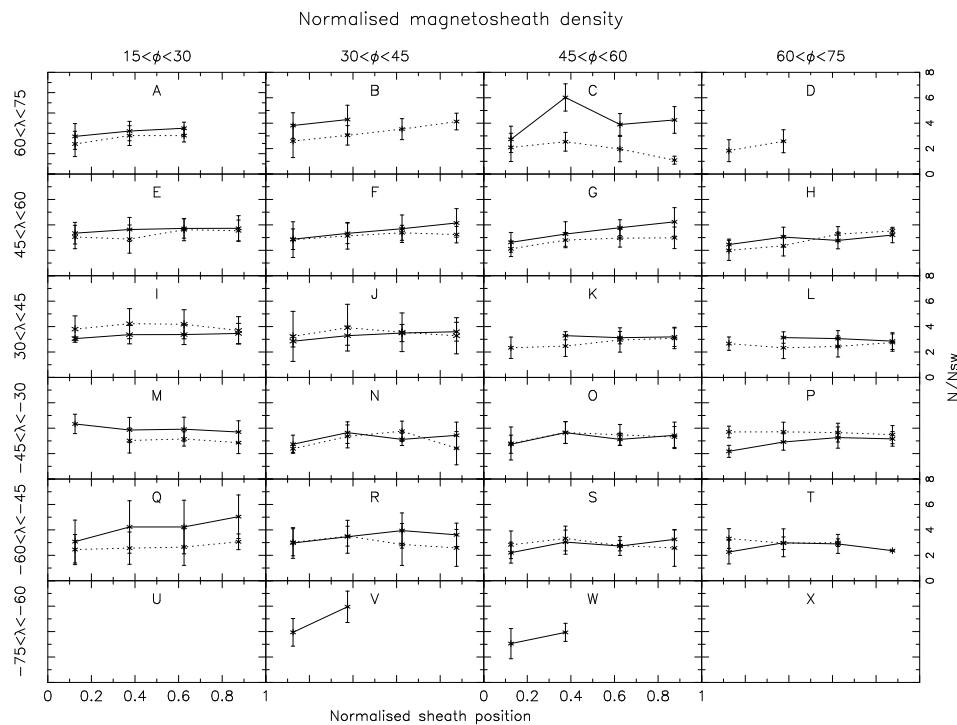 Normalised magnetosheath density
15<ϕ<30 30<ϕ<45 45<ϕ<60 60<ϕ<75
60<λ<75 A B C D 8 6 4 2 0
45<λ<60 E F G H
30<λ<45 I J K L 8 6 4 2 0
−45<λ<−30 M N O P
−60<λ<−45 Q R S T 8 6 4 2 0
−75<λ<−60 U V W X
N/Nsw
0 0.2 0.4 0.6 0.8 1 0 0.2 0.4 0.6 0.8 1
Normalised sheath position